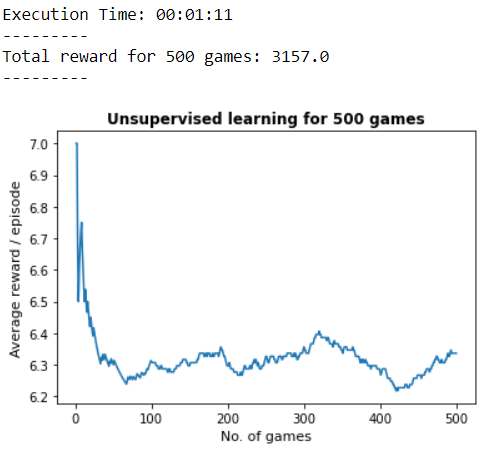 Execution Time: 00:01:11
---------
Total reward for 500 games: 3157.0
---------
Unsupervised learning for 500 games
Average reward / episode
7.0
6.9
6.8
6.7
6.6
6.5
6.4
6.3
6.2
0 100 200 300 400 500
No. of games